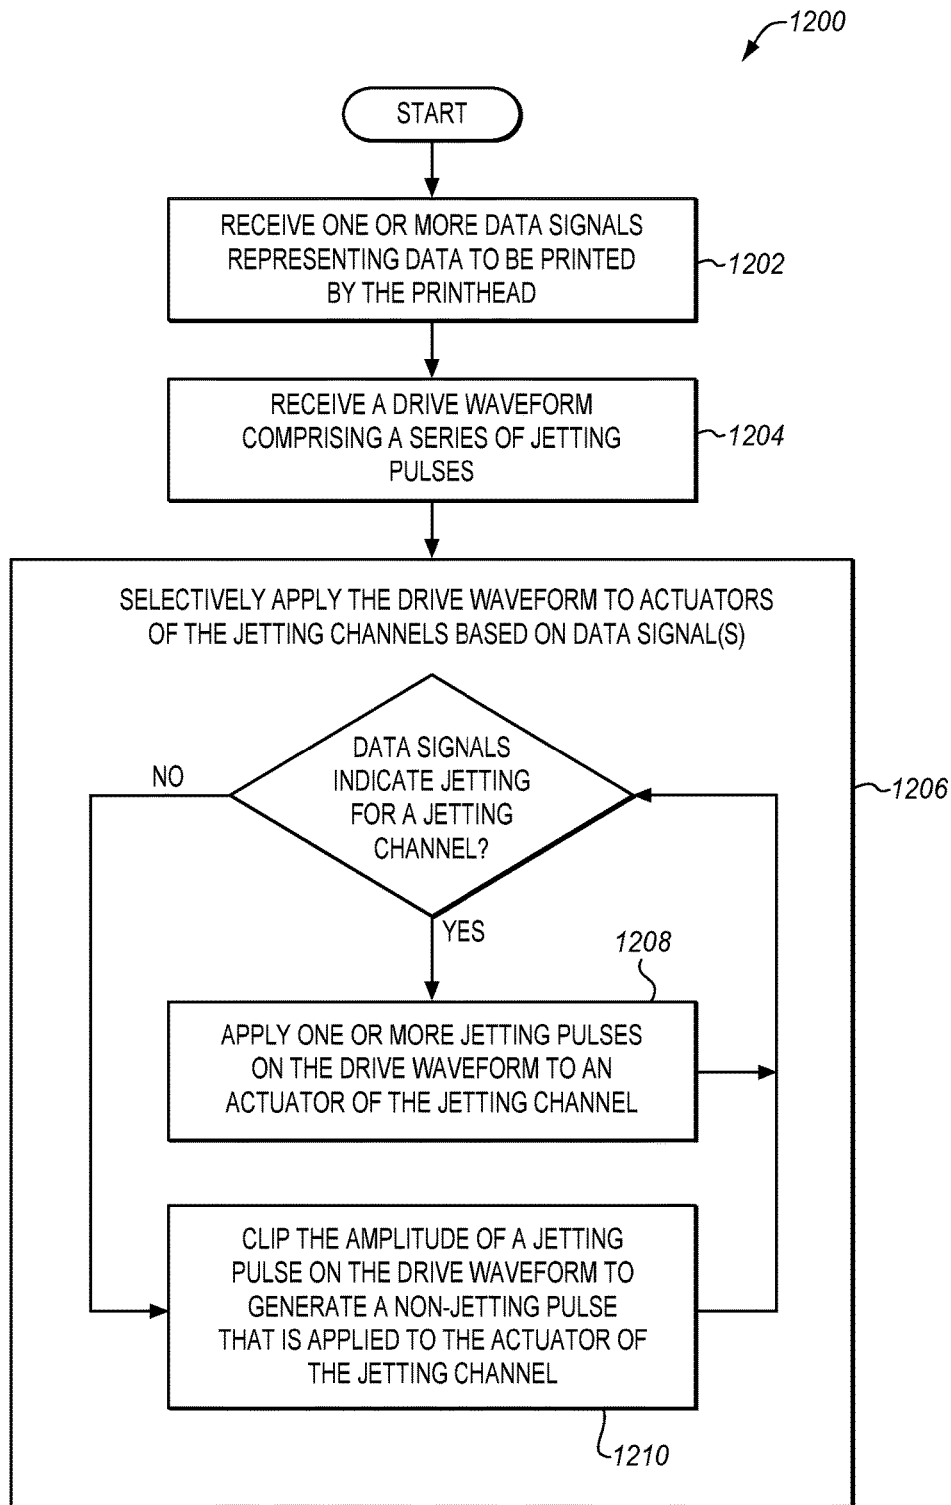 1200
START
RECEIVE ONE OR MORE DATA SIGNALS
REPRESENTING DATA TO BE PRINTED
BY THE PRINTHEAD
1202
RECEIVE A DRIVE WAVEFORM
COMPRISING A SERIES OF JETTING
PULSES
1204
SELECTIVELY APPLY THE DRIVE WAVEFORM TO ACTUATORS
OF THE JETTING CHANNELS BASED ON DATA SIGNAL(S)
DATA SIGNALS
INDICATE JETTING
FOR A JETTING
CHANNEL?
NO
1206
YES
1208
APPLY ONE OR MORE JETTING PULSES
ON THE DRIVE WAVEFORM TO AN
ACTUATOR OF THE JETTING CHANNEL
CLIP THE AMPLITUDE OF A JETTING
PULSE ON THE DRIVE WAVEFORM TO
GENERATE A NON-JETTING PULSE
THAT IS APPLIED TO THE ACTUATOR OF
THE JETTING CHANNEL
1210